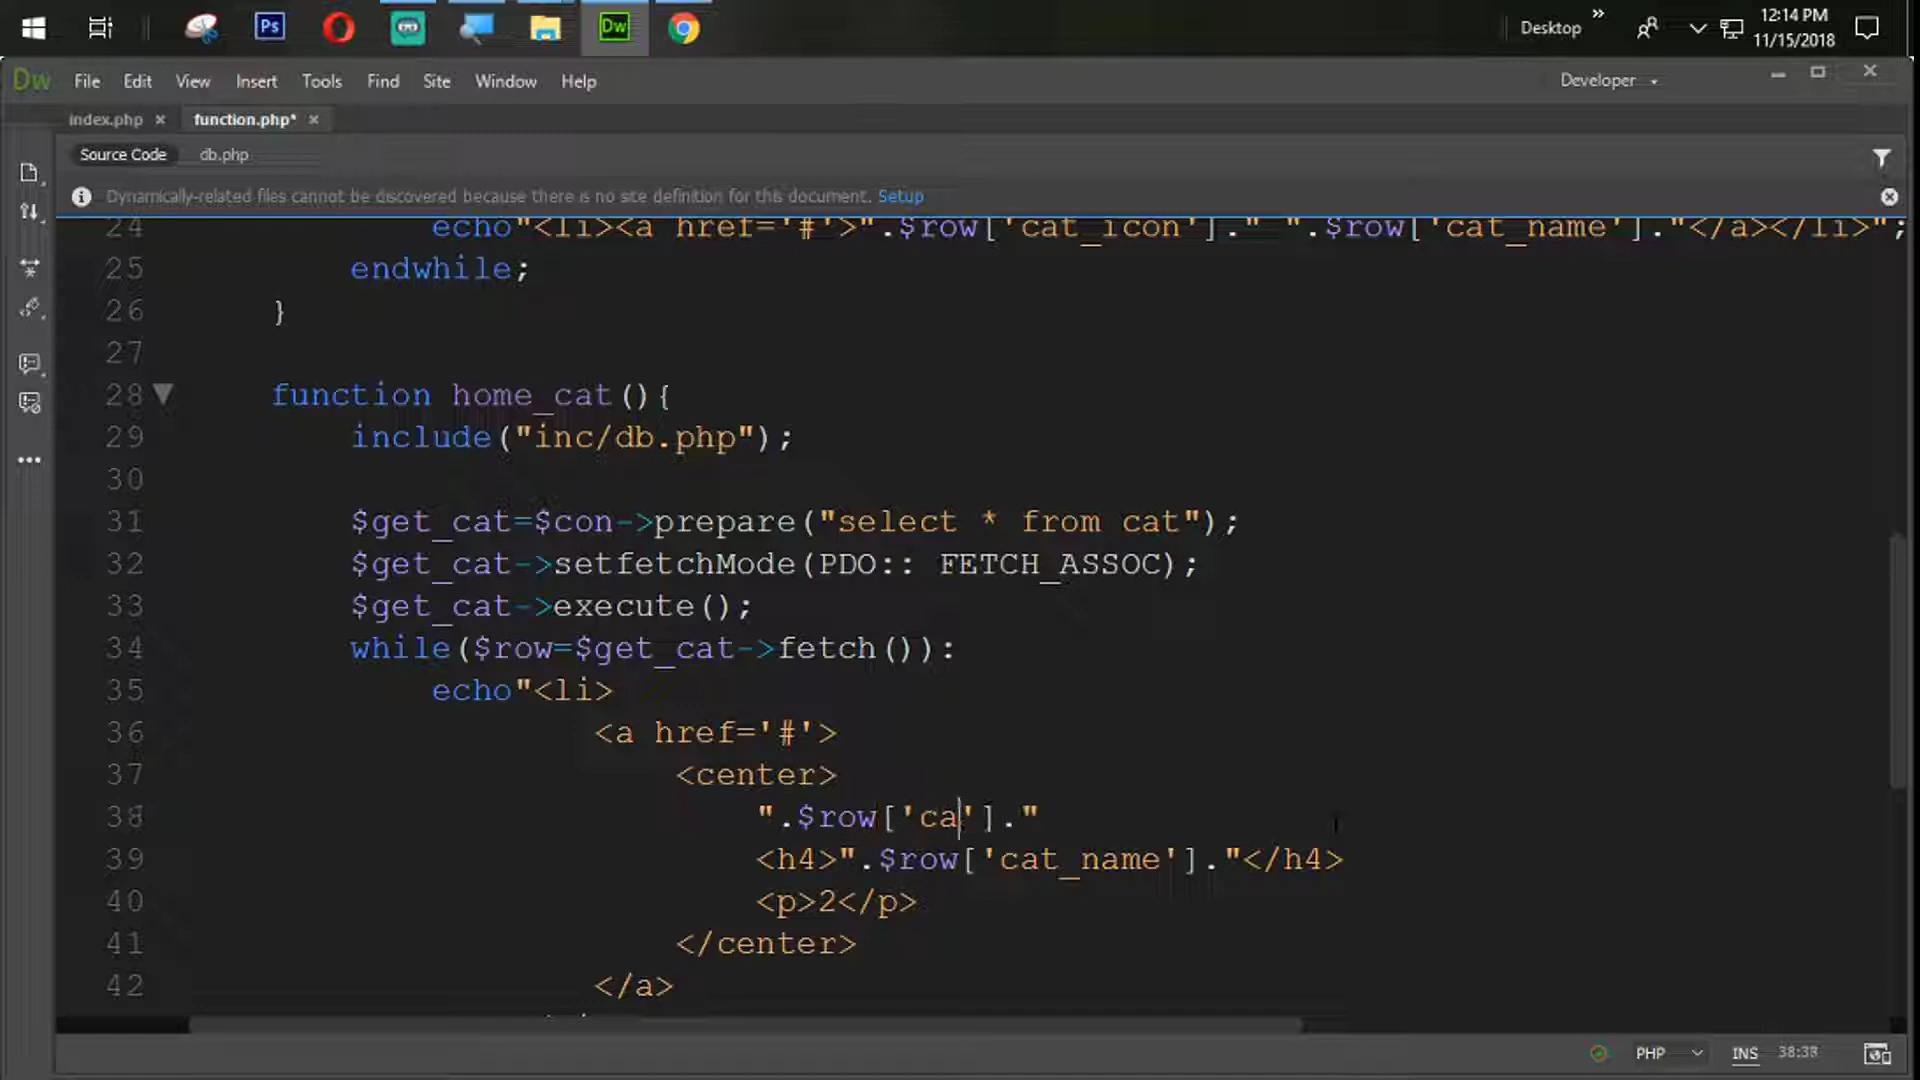 Ps
Dw
Desktop
»
12:14 PM
11/15/2018
Dw File Edit View Insert Tools Find Site Window Help
Developer
index.php × function.php* ×
Source Code db.php
Dynamically-related files cannot be discovered because there is no site definition for this document. Setup
24 echo"<li><a href='#'>".$row['cat_icon']." ".$row['cat_name']."</a></li>";
25 endwhile;
26 }
27
28 function home_cat(){
29 include("inc/db.php");
30
31 $get_cat=$con->prepare("select * from cat");
32 $get_cat->setfetchMode(PDO:: FETCH_ASSOC);
33 $get_cat->execute();
34 while($row=$get_cat->fetch()):
35 echo"<li>
36 <a href='#'>
37 <center>
38 ".$row['ca']."
39 <h4>".$row['cat_name']."</h4>
40 <p>2</p>
41 </center>
42 </a>
PHP INS 38:38